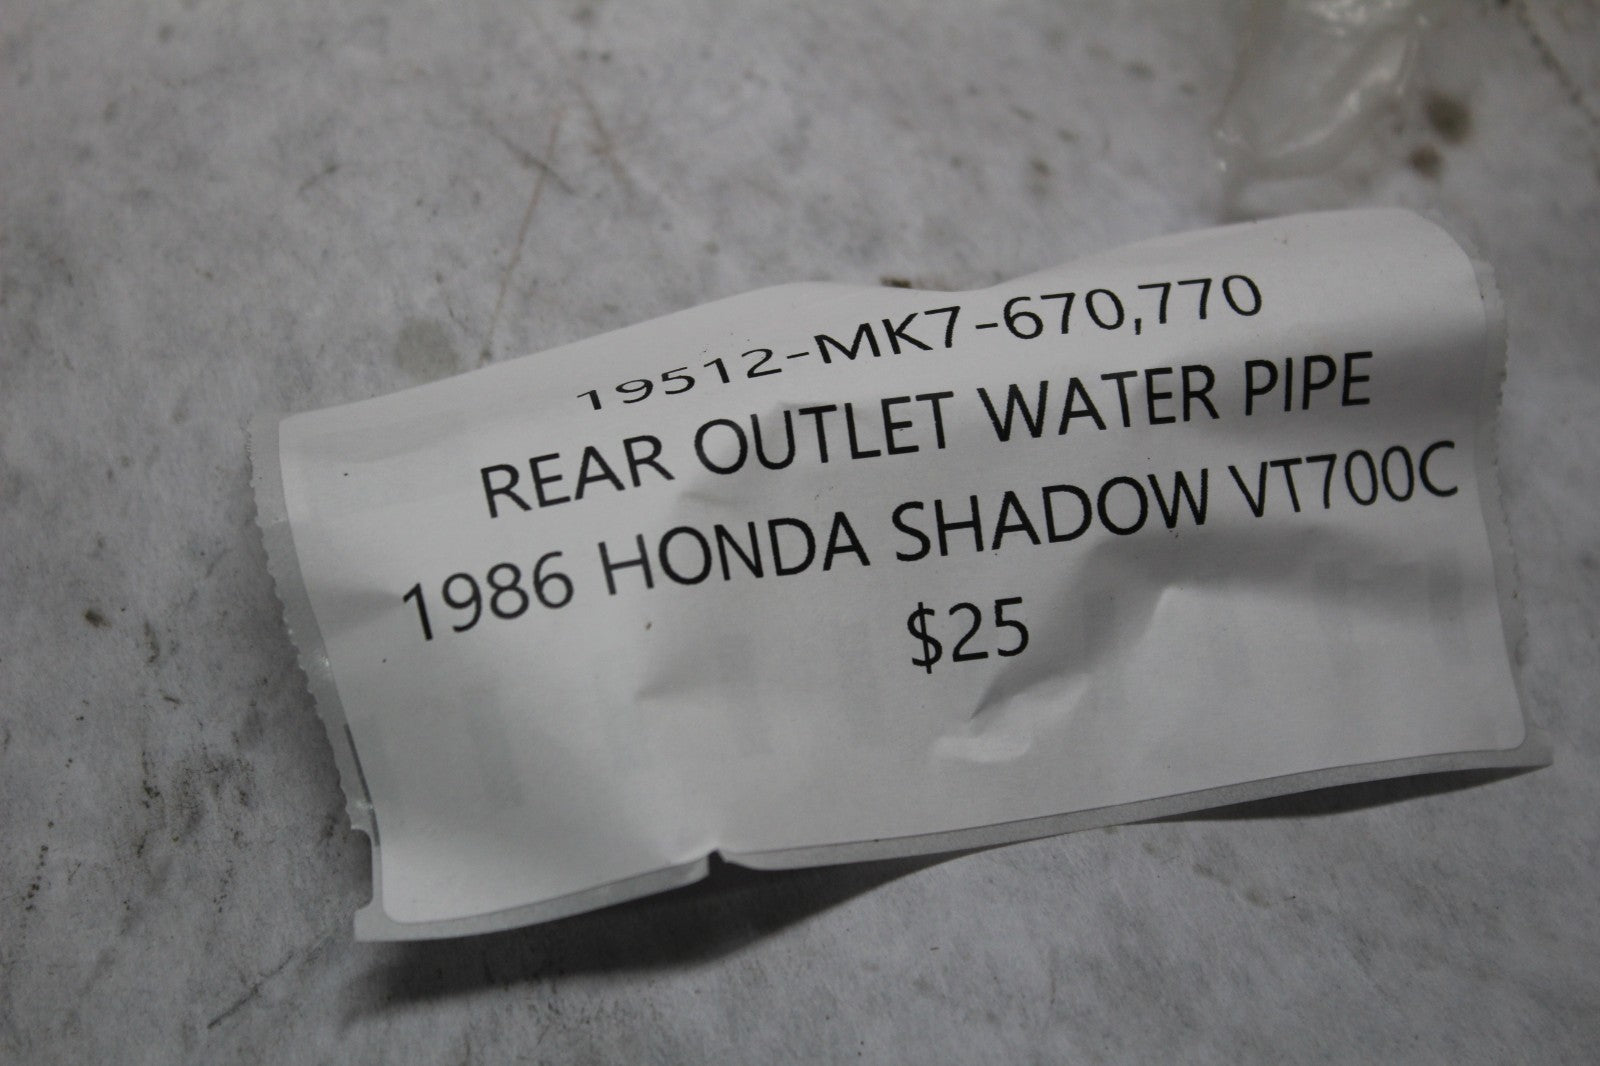 19512-MK7-670,770
REAR OUTLET WATER PIPE
1986 HONDA SHADOW VT700C
$25